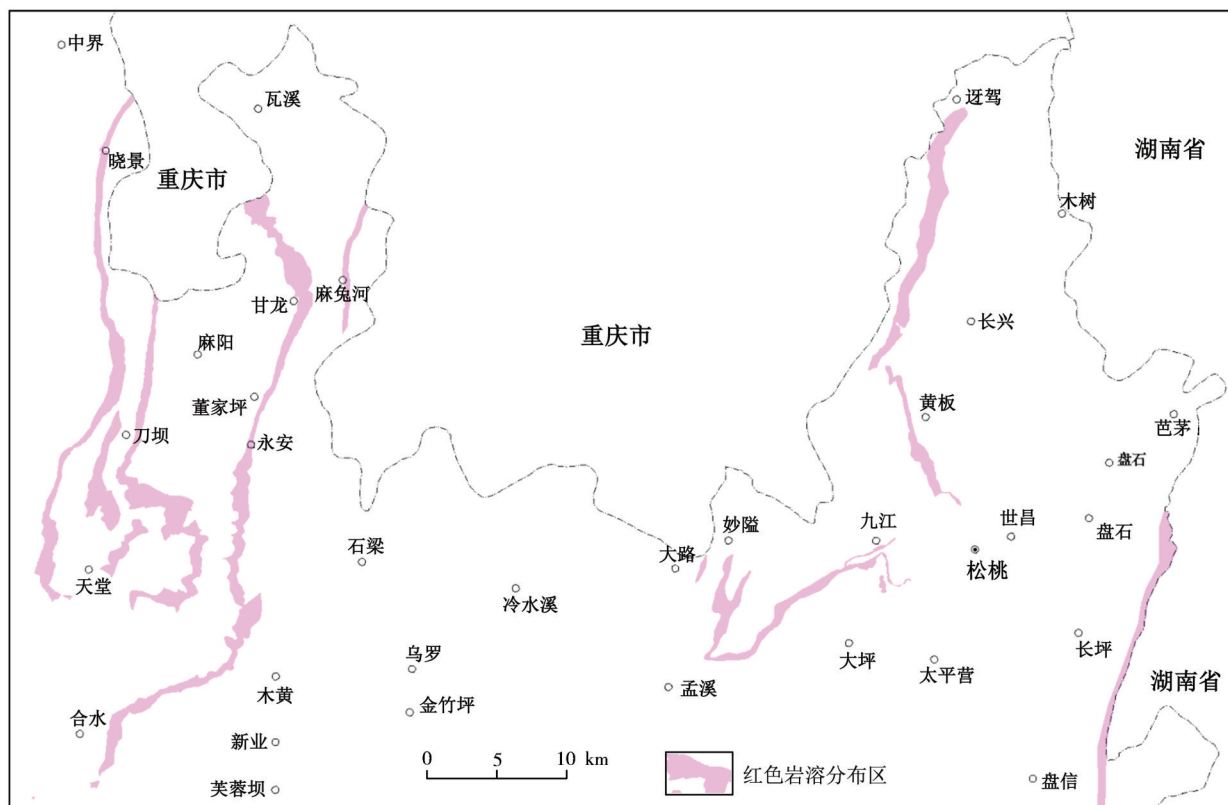 中界
瓦溪
迓驾
湖南省
晓景
重庆市
木树
甘龙
麻兔河
长兴
重庆市
麻阳
董家坪
黄板
芭茅
刀坝
永安
盘石
妙隘
九江
世昌
盘石
石梁
大路
松桃
天堂
冷水溪
长坪
乌罗
大坪
太平营
湖南省
木黄
金竹坪
孟溪
合水
新业
0 5 10 km
红色岩溶分布区
盘信
芙蓉坝